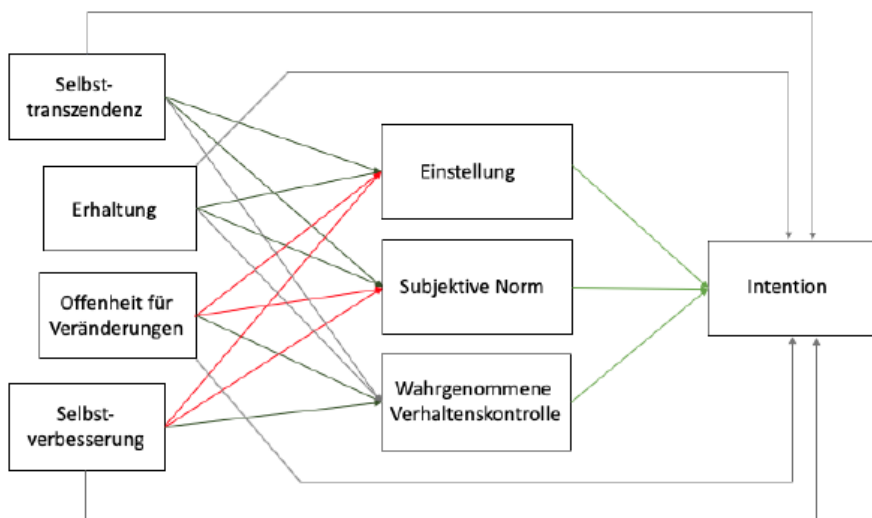 Selbst-
transzendenz
Erhaltung
Offenheit für
Veränderungen
Selbst-
verbesserung
Einstellung
Subjektive Norm
Wahrgenommene
Verhaltenskontrolle
Intention